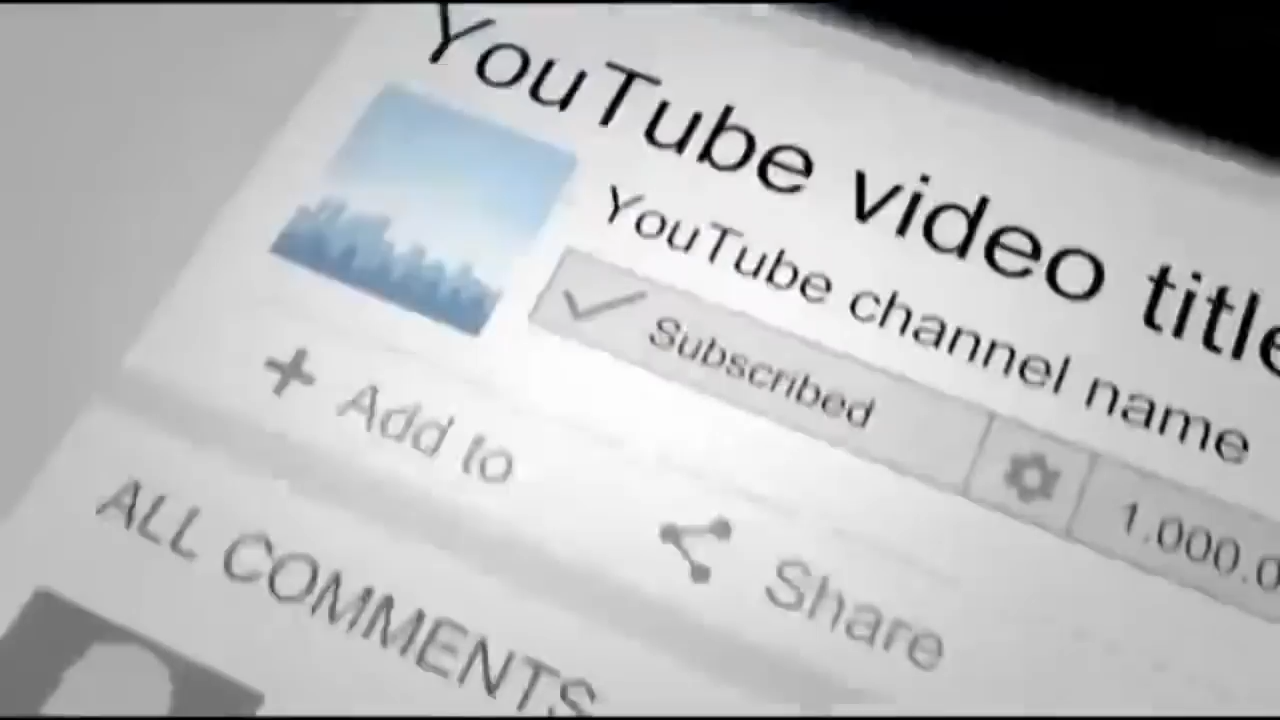 YouTube video title
YouTube channel name
Subscribed
1.000.0
Add to
Share
ALL COMMENTS